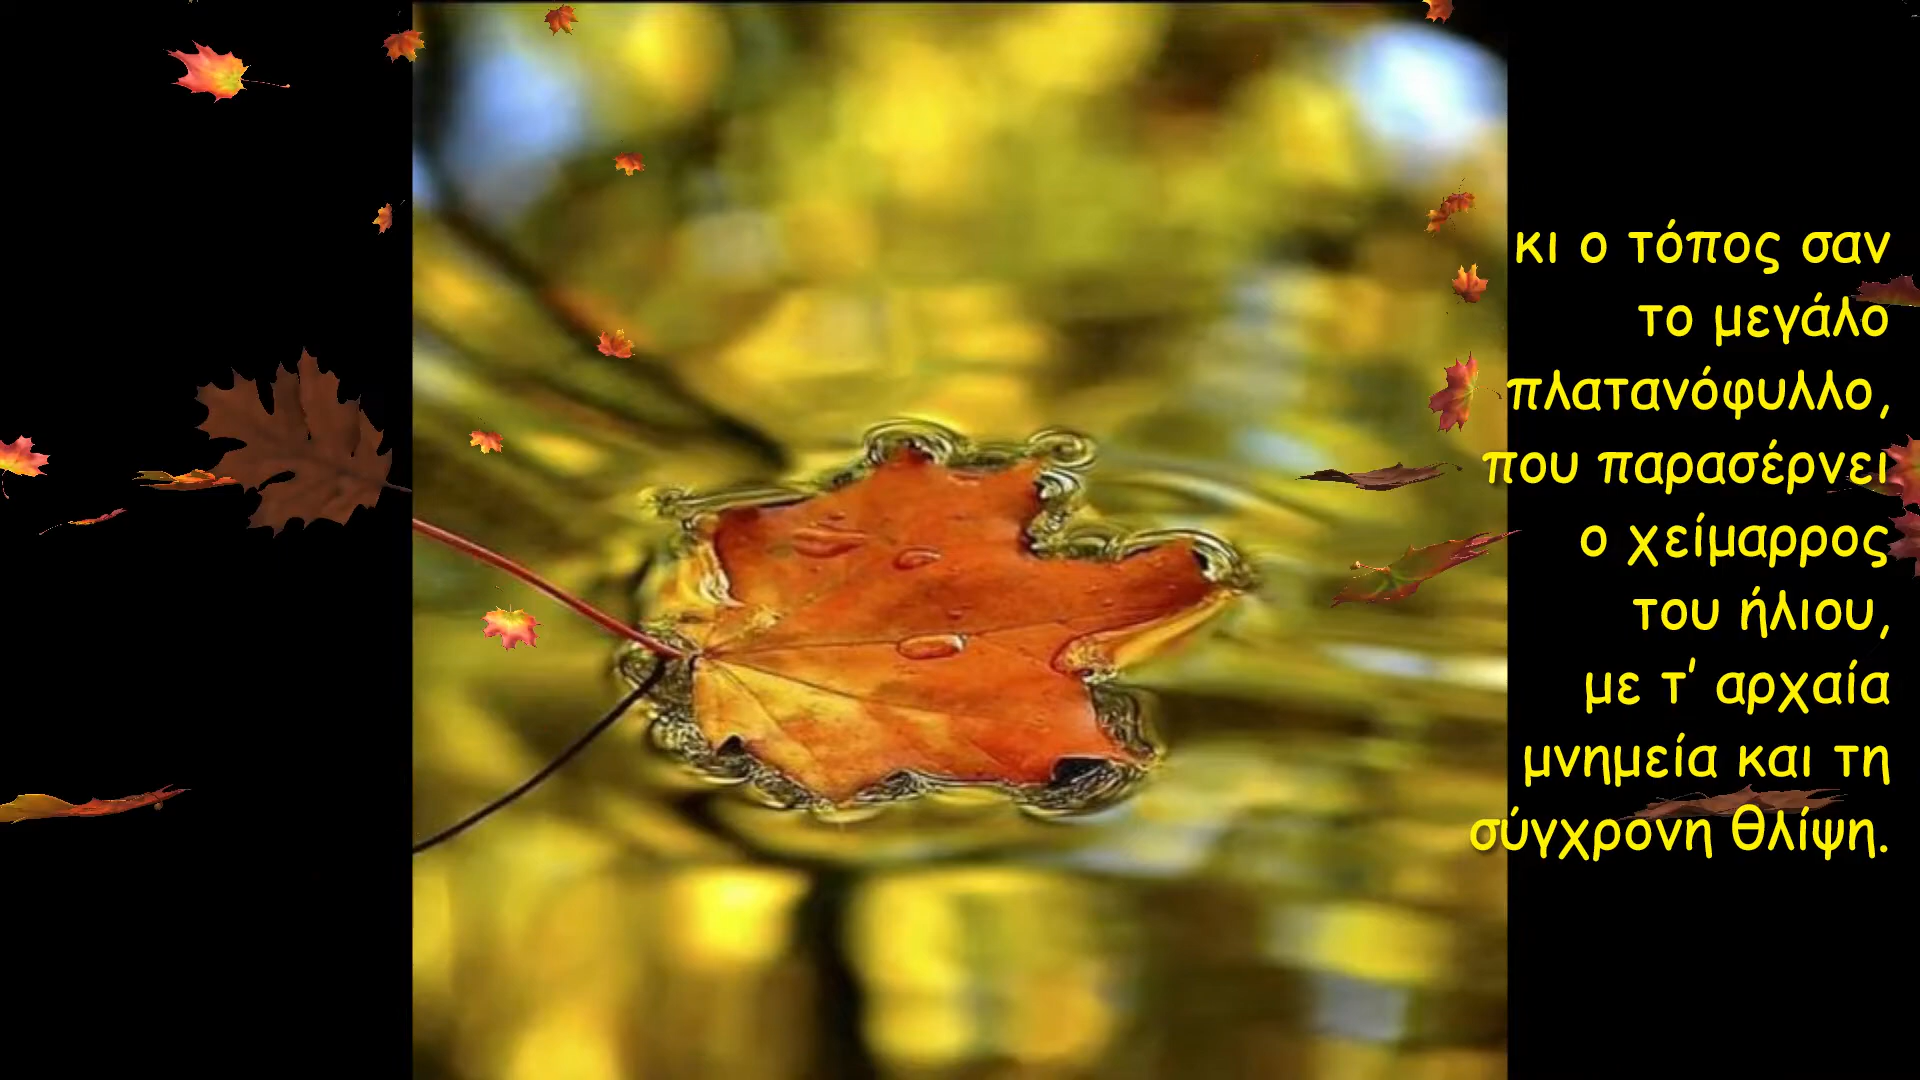 κι ο τόπος σαν
το μεγάλο
πλατανόφυλλο,
που παρασέρνει
ο χείμαρρος
του ήλιου,
με τ' αρχαία
μνημεία και τη
σύγχρονη θλίψη.